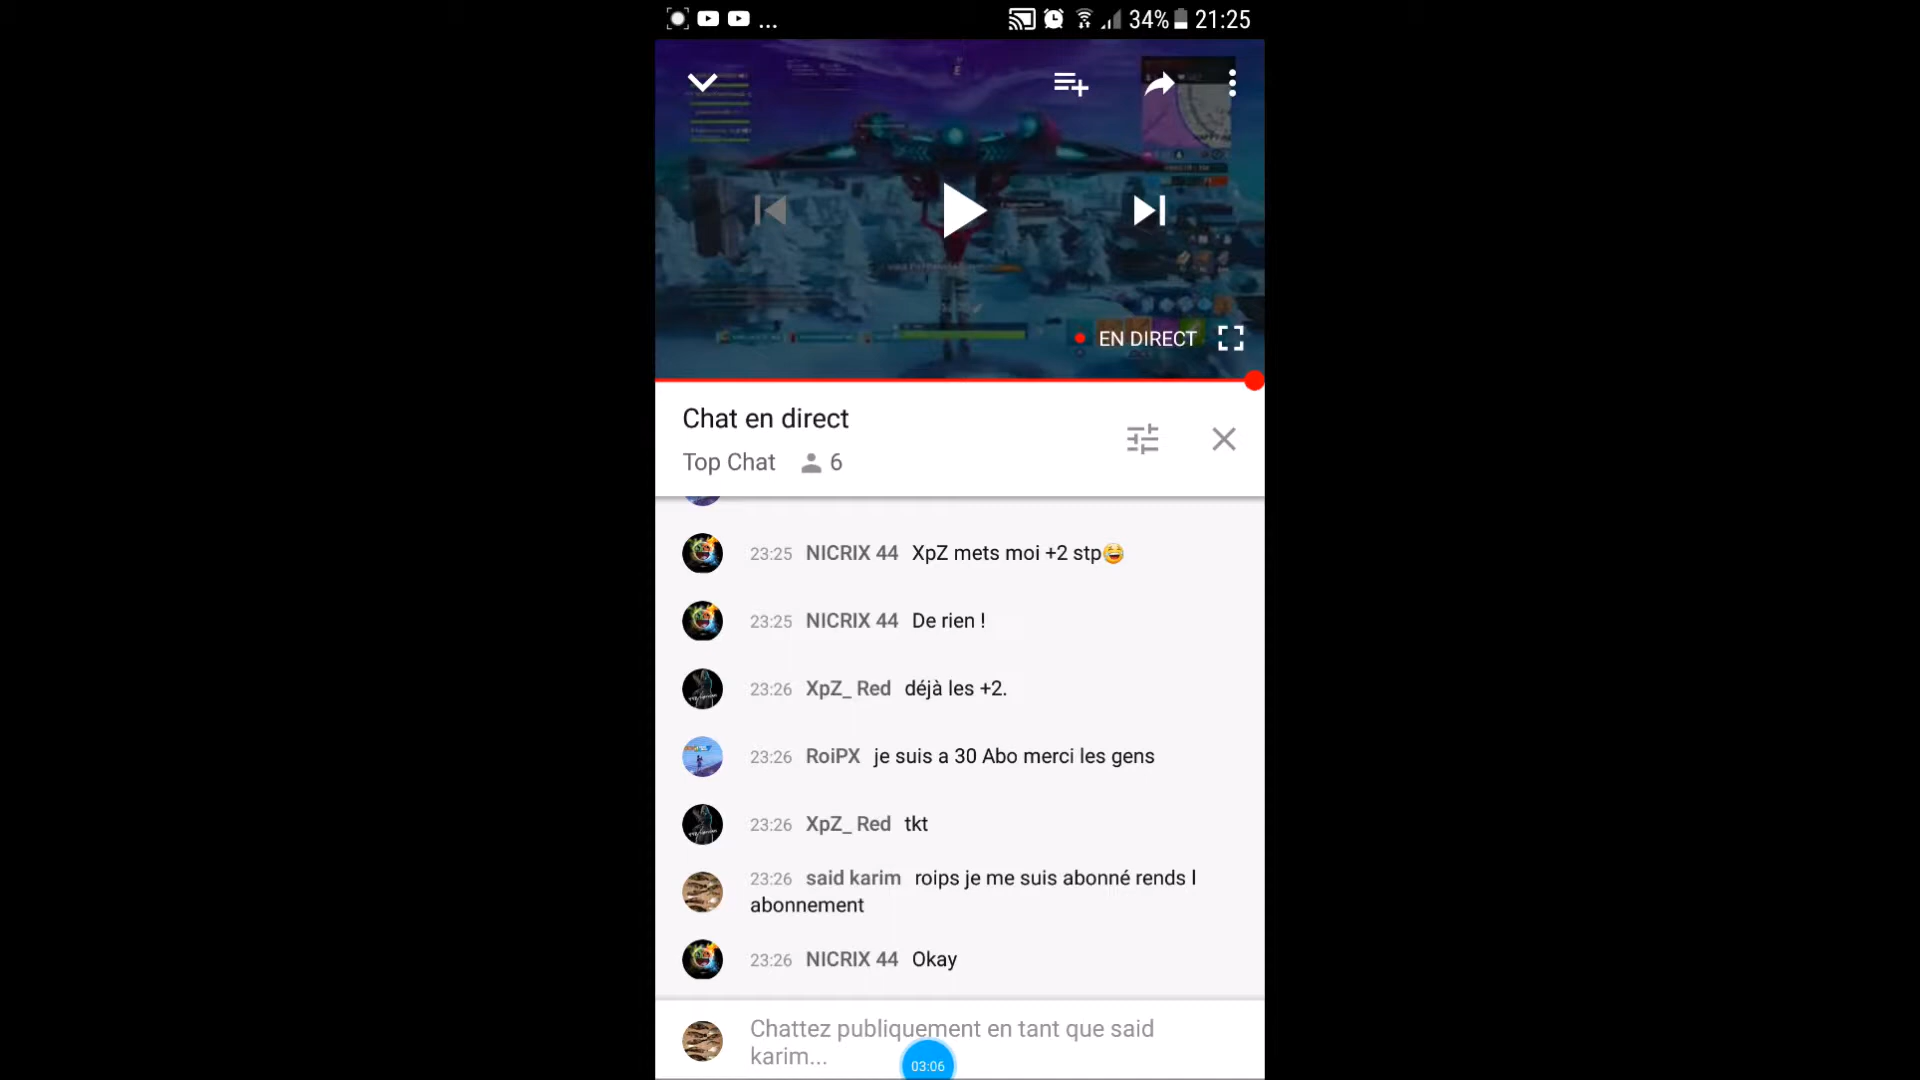 ... 34% 21:25
EN DIRECT
Chat en direct
Top Chat 6
23:25 NICRIX 44 XpZ mets moi +2 stp😂
23:25 NICRIX 44 De rien !
23:26 XpZ_ Red déjà les +2.
23:26 RoiPX je suis a 30 Abo merci les gens
23:26 XpZ_ Red tkt
23:26 said karim roips je me suis abonné rends l
abonnement
23:26 NICRIX 44 Okay
Chattez publiquement en tant que said
karim...
03:06